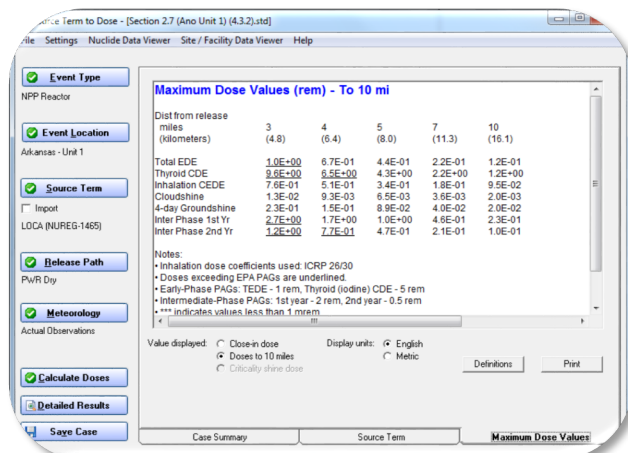 Term to Dose - [Section 2.7 (Ano Unit 1) (4.3.2).std]
File Settings Nuclide Data Viewer Site / Facility Data Viewer Help
Event Type
NPP Reactor
Event Location
Arkansas - Unit 1
Source Term
Import
LOCA (NUREG-1465)
Release Path
PWR Dry
Meteorology
Actual Observations
Calculate Doses
Detailed Results
Save Case
Maximum Dose Values (rem) - To 10 mi
Dist from release
miles 3 4 5 7 10
(kilometers) (4.8) (6.4) (8.0) (11.3) (16.1)
Total EDE 1.0E+00 6.7E-01 4.4E-01 2.2E-01 1.2E-01
Thyroid CDE 9.6E+00 6.5E+00 4.3E+00 2.2E+00 1.2E+00
Inhalation CEDE 7.6E-01 5.1E-01 3.4E-01 1.8E-01 9.5E-02
Cloudshine 1.3E-02 9.3E-03 6.5E-03 3.6E-03 2.0E-03
4-day Groundshine 2.3E-01 1.5E-01 8.9E-02 4.0E-02 2.0E-02
Inter Phase 1st Yr 2.7E+00 1.7E+00 1.0E+00 4.6E-01 2.3E-01
Inter Phase 2nd Yr 1.2E+00 7.7E-01 4.7E-01 2.1E-01 1.0E-01
Notes:
• Inhalation dose coefficients used: ICRP 26/30
• Doses exceeding EPA PAGs are underlined.
• Early-Phase PAGs: TEDE - 1 rem, Thyroid (iodine) CDE - 5 rem
• Intermediate-Phase PAGs: 1st year - 2 rem, 2nd year - 0.5 rem
• *** indicates values less than 1 mrem
Value displayed: Close-in dose Display units: English
Doses to 10 miles Metric
Criticality shine dose
Definitions Print
Case Summary Source Term Maximum Dose Values